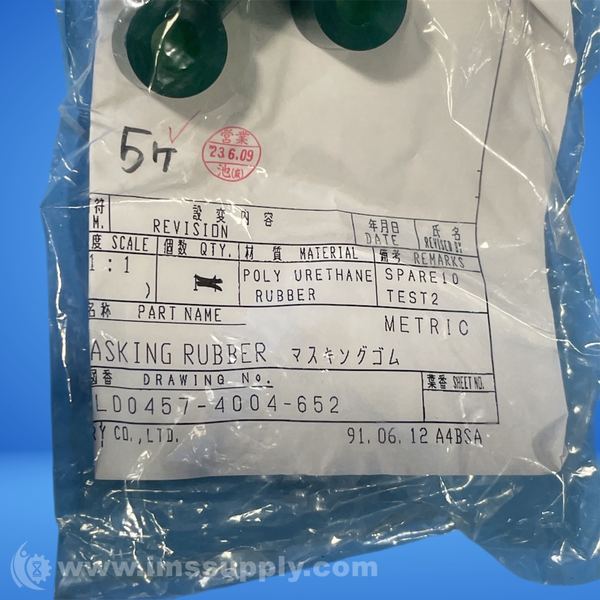 5ケ
営業
'23.6.09
池
符 設変内容 年月日 氏名
M. REVISION DATE REVISED BY
度 SCALE 個数 QTY. 材質 MATERIAL 備考 REMARKS
1:1 POLY URETHANE SPARE10
) RUBBER TEST2
名称 PART NAME METRIC
ASKING RUBBER マスキングゴム
図番 DRAWING No. 葉番 SHEET NO.
LD0457-4004-652
RY CO., LTD. 91.06.12 A4BSA
www.imssupply.com